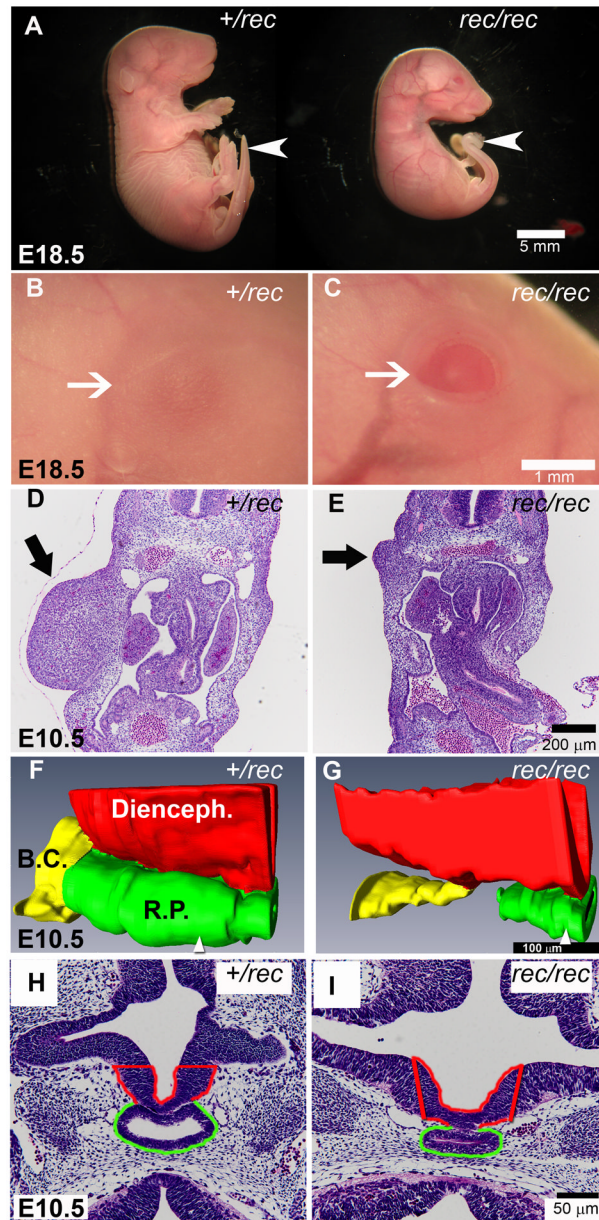 A +/rec rec/rec
E18.5 5 mm
B +/rec C rec/rec
E18.5 1 mm
D +/rec E rec/rec
E10.5 200 µm
F +/rec G rec/rec
Dienceph.
B.C.
R.P.
E10.5 100 µm
H +/rec I rec/rec
E10.5 50 µm